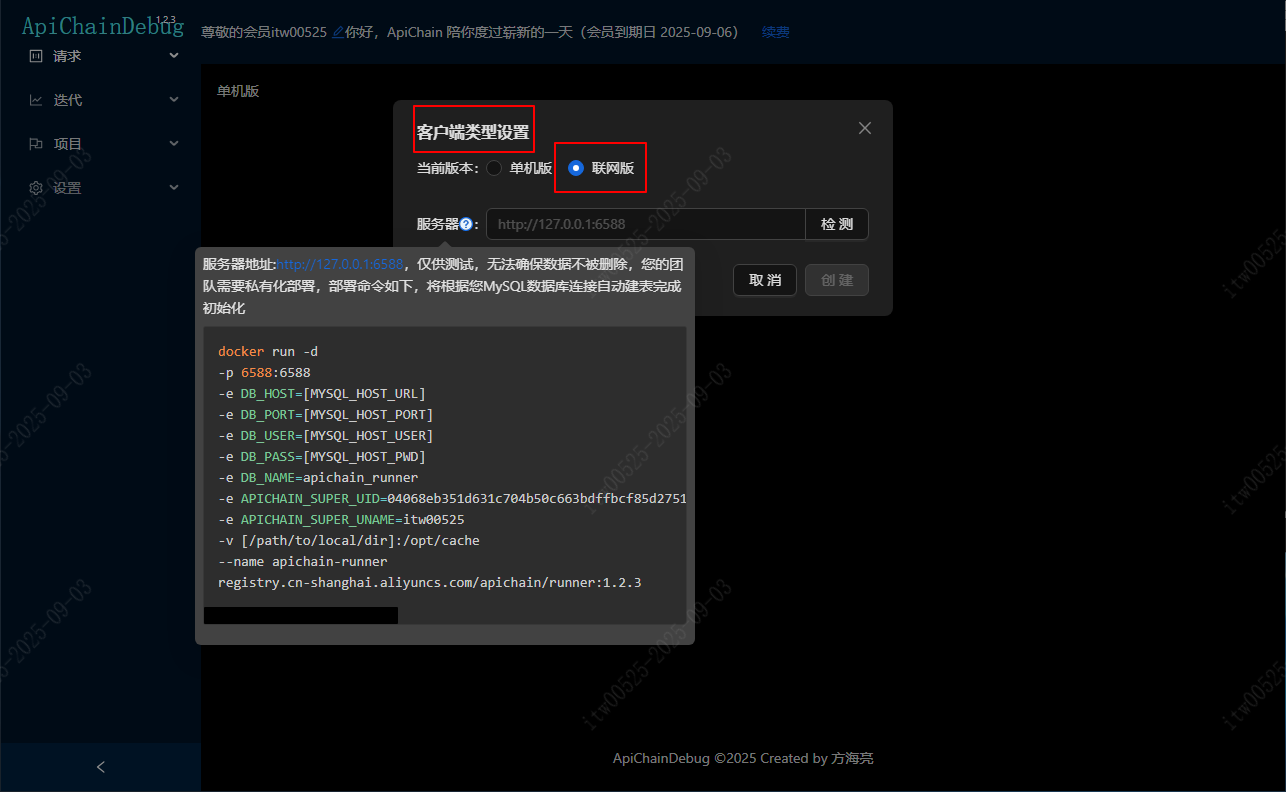 ApiChainDebug
1.2.3
尊敬的会员itw00525 你好，ApiChain 陪你度过崭新的一天（会员到期日 2025-09-06） 续费
请求
迭代
项目
设置
单机版
客户端类型设置
当前版本: 单机版 联网版
服务器 : http://127.0.0.1:6588 检 测
取 消 创 建
服务器地址:http://127.0.0.1:6588，仅供测试，无法确保数据不被删除，您的团
队需要私有化部署，部署命令如下，将根据您MySQL数据库连接自动建表完成
初始化
docker run -d
-p 6588:6588
-e DB_HOST=[MYSQL_HOST_URL]
-e DB_PORT=[MYSQL_HOST_PORT]
-e DB_USER=[MYSQL_HOST_USER]
-e DB_PASS=[MYSQL_HOST_PWD]
-e DB_NAME=apichain_runner
-e APICHAIN_SUPER_UID=04068eb351d631c704b50c663bdffbcf85d2751
-e APICHAIN_SUPER_UNAME=itw00525
-v [/path/to/local/dir]:/opt/cache
--name apichain-runner
registry.cn-shanghai.aliyuncs.com/apichain/runner:1.2.3
itw00525-2025-09-03
ApiChainDebug ©2025 Created by 方海亮